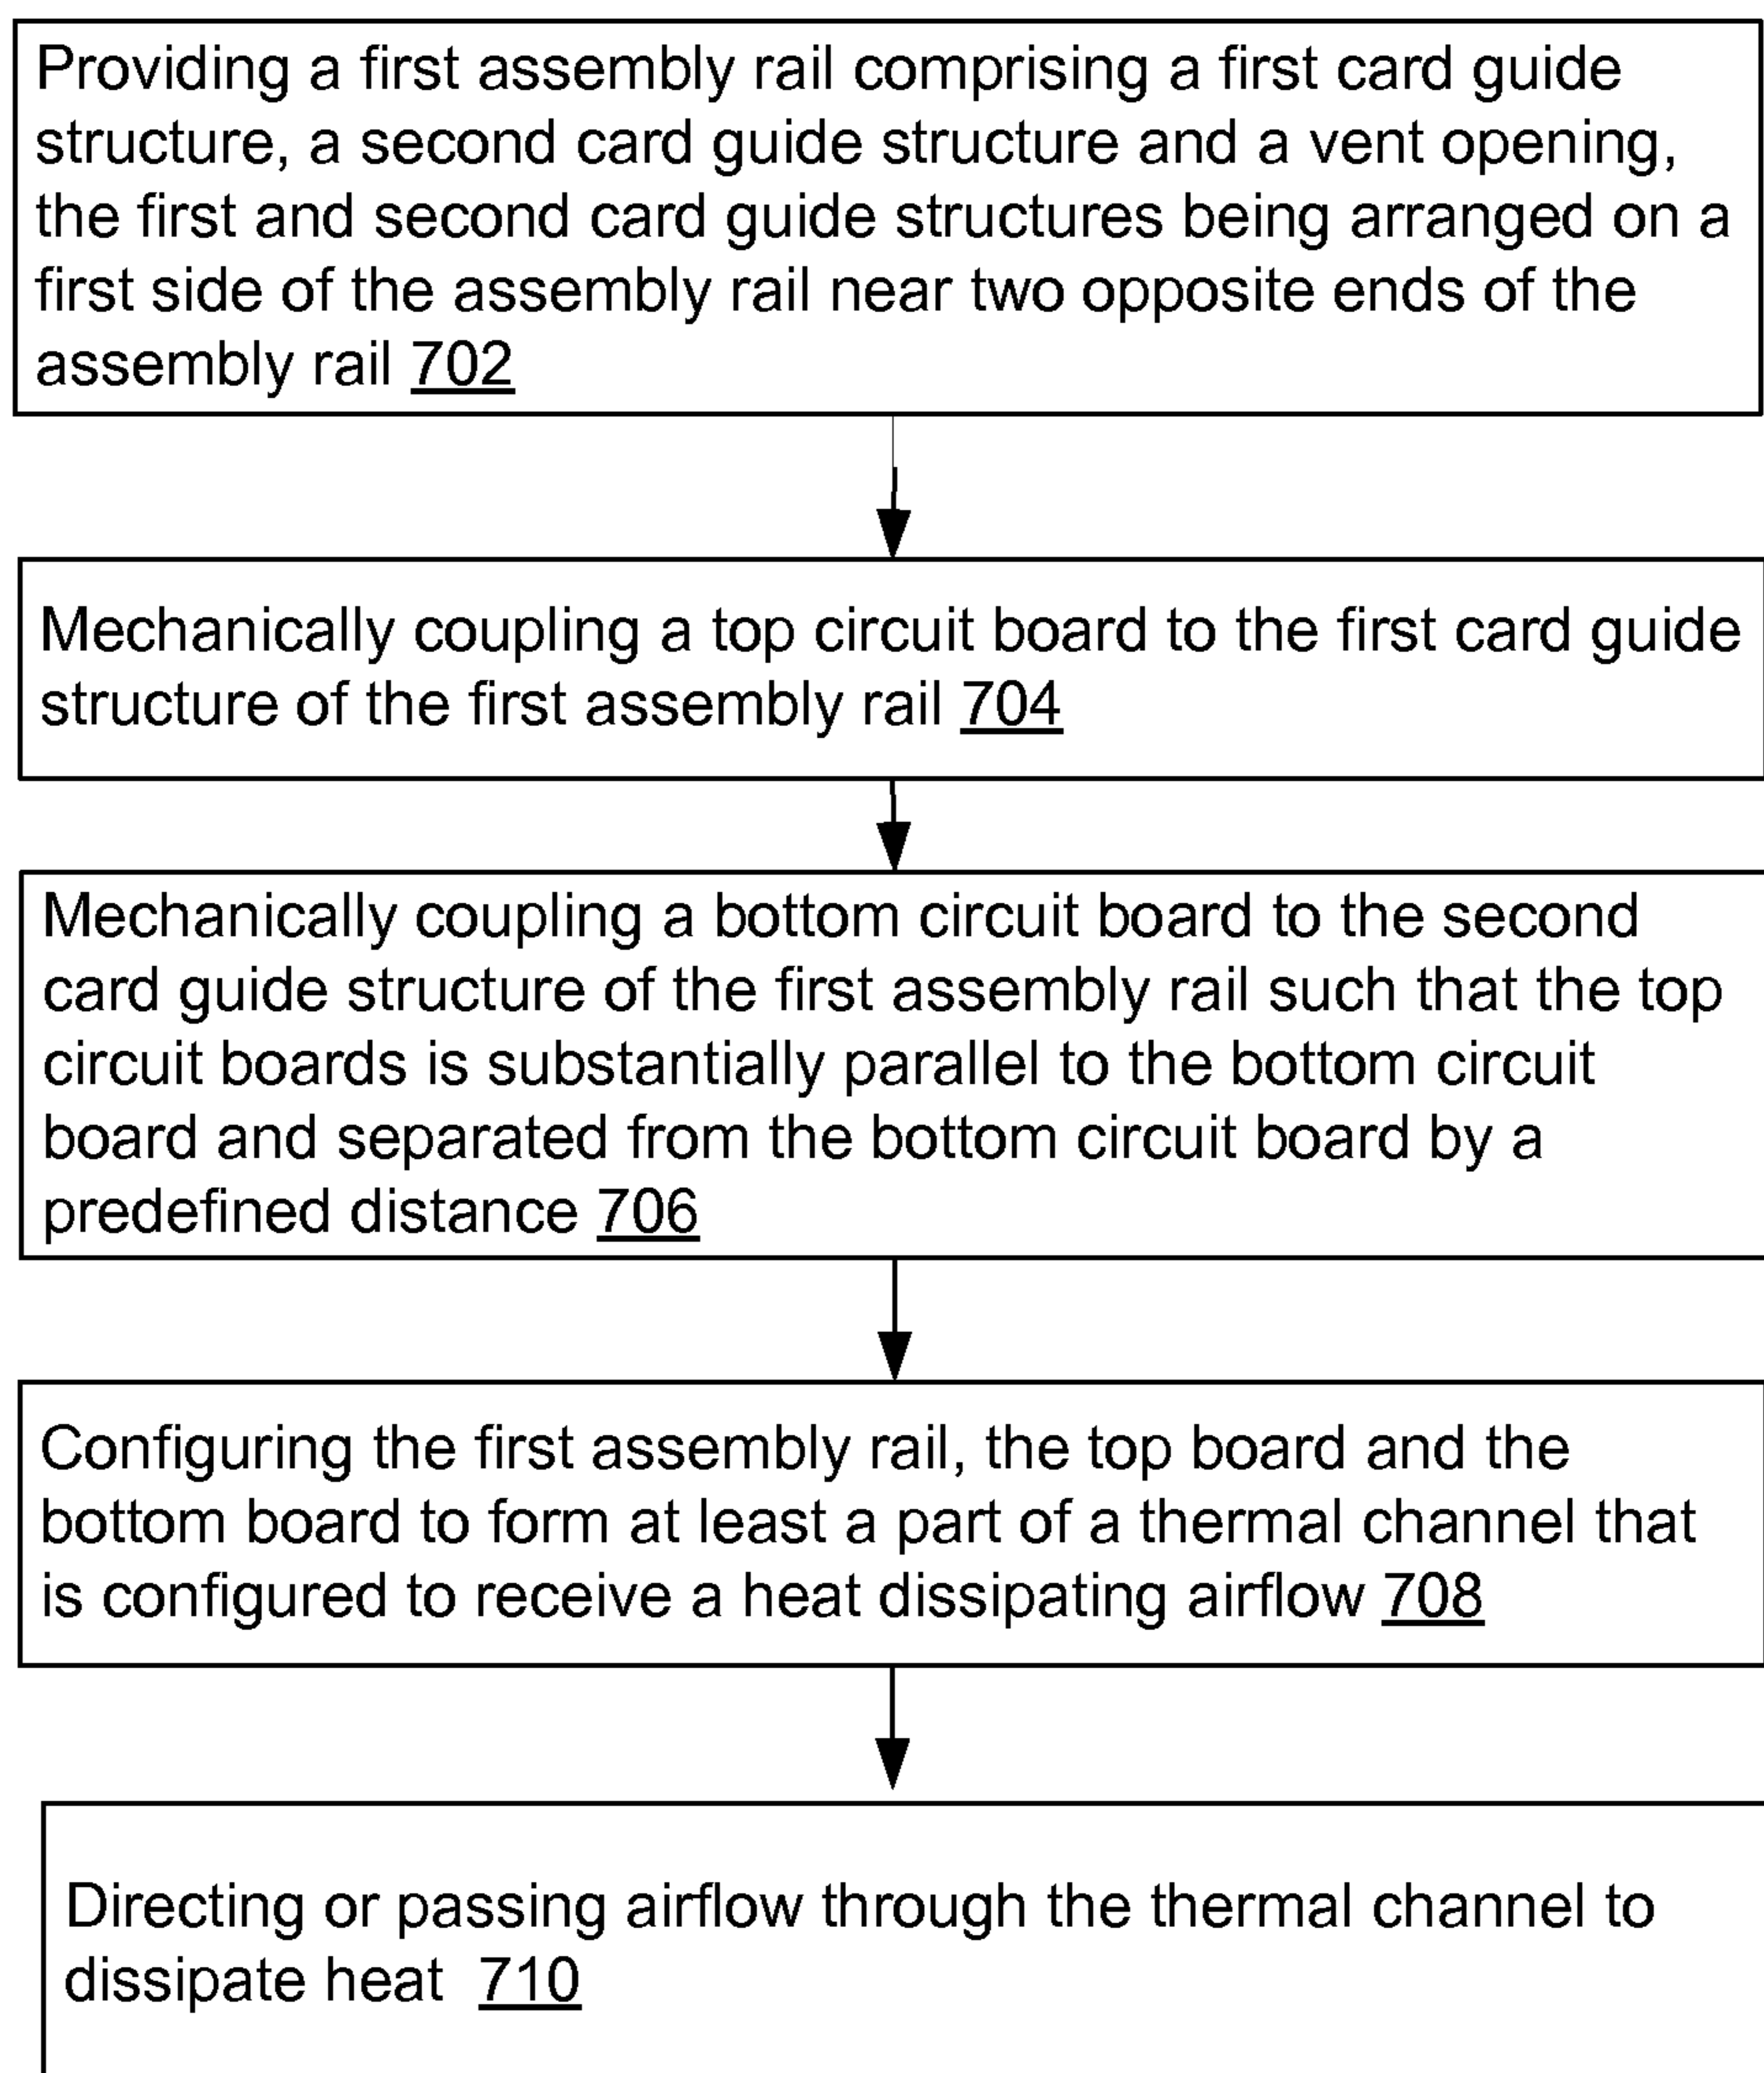 Providing a first assembly rail comprising a first card guide
structure, a second card guide structure and a vent opening,
the first and second card guide structures being arranged on a
first side of the assembly rail near two opposite ends of the
assembly rail 702
Mechanically coupling a top circuit board to the first card guide
structure of the first assembly rail 704
Mechanically coupling a bottom circuit board to the second
card guide structure of the first assembly rail such that the top
circuit boards is substantially parallel to the bottom circuit
board and separated from the bottom circuit board by a
predefined distance 706
Configuring the first assembly rail, the top board and the
bottom board to form at least a part of a thermal channel that
is configured to receive a heat dissipating airflow 708
Directing or passing airflow through the thermal channel to
dissipate heat 710